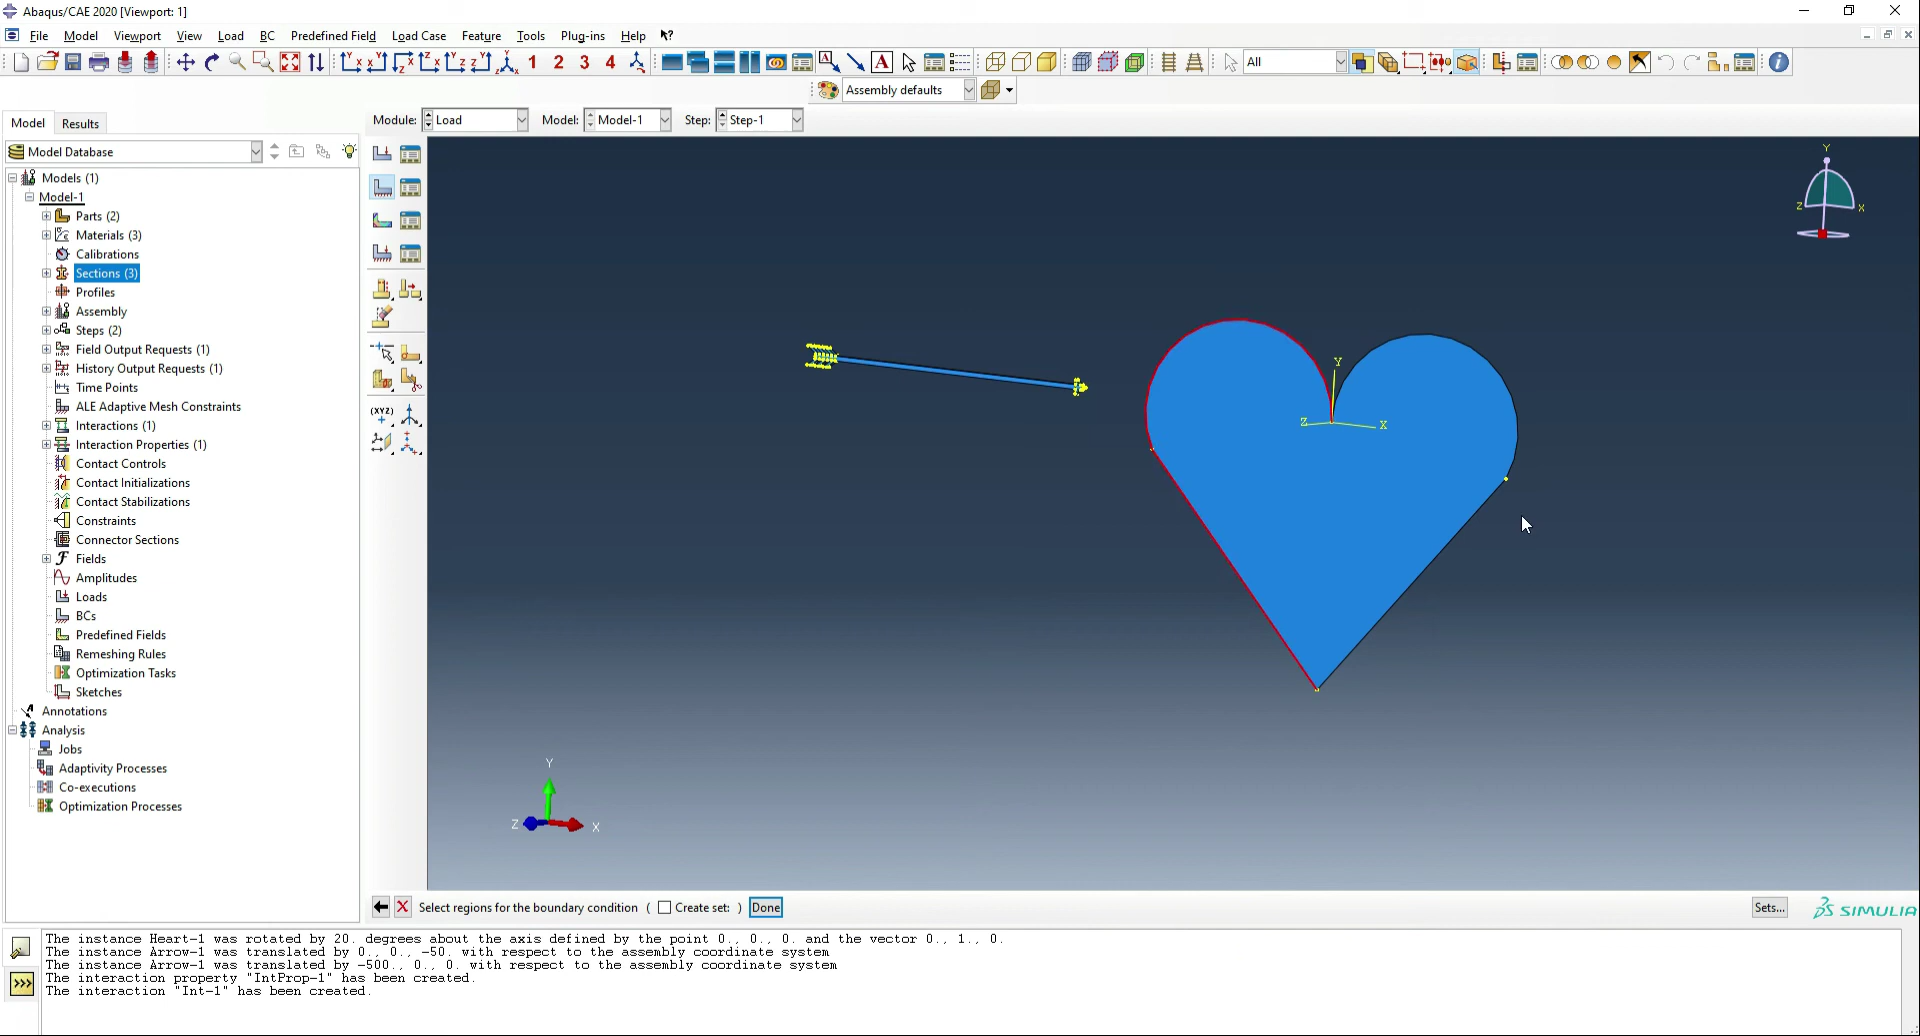 Abaqus/CAE 2020 [Viewport: 1]
File Model Viewport View Load BC Predefined Field Load Case Feature Tools Plug-ins Help
1 2 3 4 A A All
Assembly defaults
Model Results
Module: Load Model: Model-1 Step: Step-1
Model Database
Models (1)
Model-1
Parts (2)
Materials (3)
Calibrations
Sections (3)
Profiles
Assembly
Steps (2)
Field Output Requests (1)
History Output Requests (1)
Time Points
ALE Adaptive Mesh Constraints
Interactions (1)
Interaction Properties (1)
Contact Controls
Contact Initializations
Contact Stabilizations
Constraints
Connector Sections
Fields
Amplitudes
Loads
BCs
Predefined Fields
Remeshing Rules
Optimization Tasks
Sketches
Annotations
Analysis
Jobs
Adaptivity Processes
Co-executions
Optimization Processes
(XYZ)
Y
Z X
Y
Z X
Y
Z X
Select regions for the boundary condition ( Create set: ) Done
Sets...
SIMULIA
The instance Heart-1 was rotated by 20. degrees about the axis defined by the point 0., 0., 0. and the vector 0., 1., 0.
The instance Arrow-1 was translated by 0., 0., -50. with respect to the assembly coordinate system
The instance Arrow-1 was translated by -500., 0., 0. with respect to the assembly coordinate system
The interaction property "IntProp-1" has been created.
The interaction "Int-1" has been created.